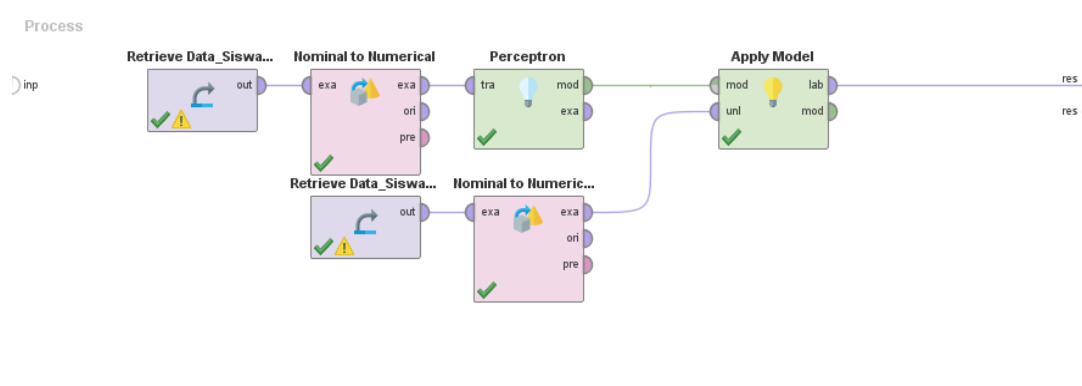 Process
Retrieve Data_Siswa... Nominal to Numerical Perceptron Apply Model
inp out exa exa tra mod mod lab res
ori exa unl mod res
pre
Retrieve Data_Siswa... Nominal to Numeric...
out exa exa
ori
pre